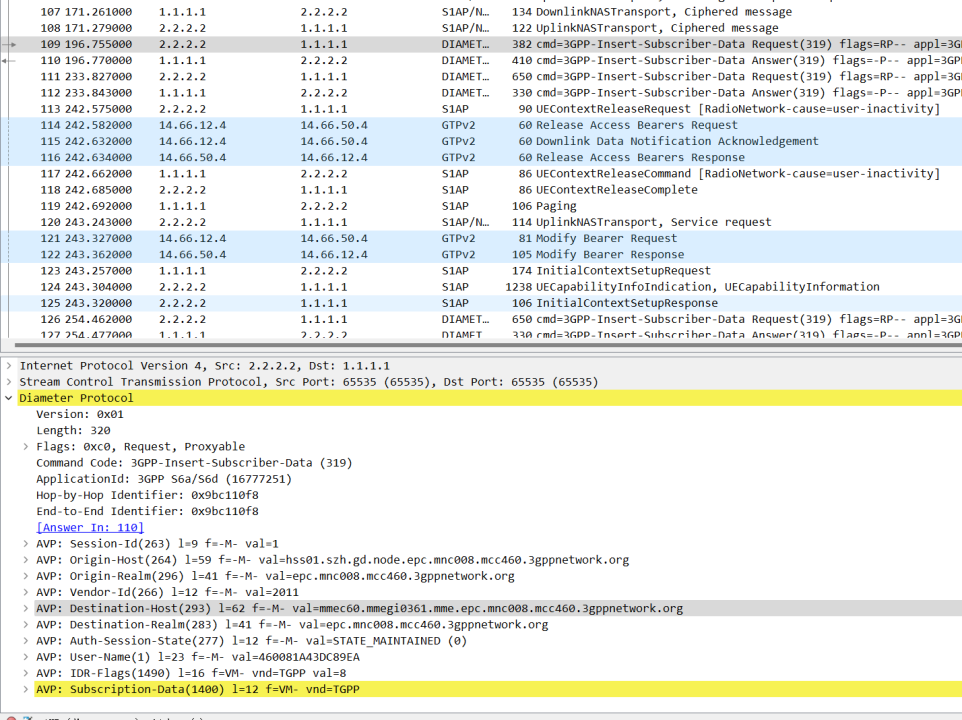 107 171.261000 1.1.1.1 2.2.2.2 S1AP/N… 134 DownlinkNASTransport, Ciphered message
108 171.279000 2.2.2.2 1.1.1.1 S1AP/N… 122 UplinkNASTransport, Ciphered message
109 196.755000 2.2.2.2 1.1.1.1 DIAMET… 382 cmd=3GPP-Insert-Subscriber-Data Request(319) flags=RP-- appl=3GP
110 196.770000 1.1.1.1 2.2.2.2 DIAMET… 410 cmd=3GPP-Insert-Subscriber-Data Answer(319) flags=-P-- appl=3GPP
111 233.827000 2.2.2.2 1.1.1.1 DIAMET… 650 cmd=3GPP-Insert-Subscriber-Data Request(319) flags=RP-- appl=3GP
112 233.843000 1.1.1.1 2.2.2.2 DIAMET… 330 cmd=3GPP-Insert-Subscriber-Data Answer(319) flags=-P-- appl=3GPP
113 242.575000 2.2.2.2 1.1.1.1 S1AP 90 UEContextReleaseRequest [RadioNetwork-cause=user-inactivity]
114 242.582000 14.66.12.4 14.66.50.4 GTPv2 60 Release Access Bearers Request
115 242.632000 14.66.12.4 14.66.50.4 GTPv2 60 Downlink Data Notification Acknowledgement
116 242.634000 14.66.50.4 14.66.12.4 GTPv2 60 Release Access Bearers Response
117 242.662000 1.1.1.1 2.2.2.2 S1AP 86 UEContextReleaseCommand [RadioNetwork-cause=user-inactivity]
118 242.685000 2.2.2.2 1.1.1.1 S1AP 86 UEContextReleaseComplete
119 242.692000 1.1.1.1 2.2.2.2 S1AP 106 Paging
120 243.243000 2.2.2.2 1.1.1.1 S1AP/N… 114 UplinkNASTransport, Service request
121 243.327000 14.66.12.4 14.66.50.4 GTPv2 81 Modify Bearer Request
122 243.362000 14.66.50.4 14.66.12.4 GTPv2 105 Modify Bearer Response
123 243.257000 1.1.1.1 2.2.2.2 S1AP 174 InitialContextSetupRequest
124 243.304000 2.2.2.2 1.1.1.1 S1AP 1238 UECapabilityInfoIndication, UECapabilityInformation
125 243.320000 2.2.2.2 1.1.1.1 S1AP 106 InitialContextSetupResponse
126 254.462000 2.2.2.2 1.1.1.1 DIAMET… 650 cmd=3GPP-Insert-Subscriber-Data Request(319) flags=RP-- appl=3GP
127 254.477000 1.1.1.1 2.2.2.2 DIAMET… 330 cmd=3GPP-Insert-Subscriber-Data Answer(319) flags=-P-- appl=3GPP
Internet Protocol Version 4, Src: 2.2.2.2, Dst: 1.1.1.1
Stream Control Transmission Protocol, Src Port: 65535 (65535), Dst Port: 65535 (65535)
Diameter Protocol
Version: 0x01
Length: 320
Flags: 0xc0, Request, Proxyable
Command Code: 3GPP-Insert-Subscriber-Data (319)
ApplicationId: 3GPP S6a/S6d (16777251)
Hop-by-Hop Identifier: 0x9bc110f8
End-to-End Identifier: 0x9bc110f8
[Answer In: 110]
AVP: Session-Id(263) l=9 f=-M- val=1
AVP: Origin-Host(264) l=59 f=-M- val=hss01.szh.gd.node.epc.mnc008.mcc460.3gppnetwork.org
AVP: Origin-Realm(296) l=41 f=-M- val=epc.mnc008.mcc460.3gppnetwork.org
AVP: Vendor-Id(266) l=12 f=-M- val=2011
AVP: Destination-Host(293) l=62 f=-M- val=mmec60.mmegi0361.mme.epc.mnc008.mcc460.3gppnetwork.org
AVP: Destination-Realm(283) l=41 f=-M- val=epc.mnc008.mcc460.3gppnetwork.org
AVP: Auth-Session-State(277) l=12 f=-M- val=STATE_MAINTAINED (0)
AVP: User-Name(1) l=23 f=-M- val=460081A43DC89EA
AVP: IDR-Flags(1490) l=16 f=VM- vnd=TGPP val=8
AVP: Subscription-Data(1400) l=12 f=VM- vnd=TGPP